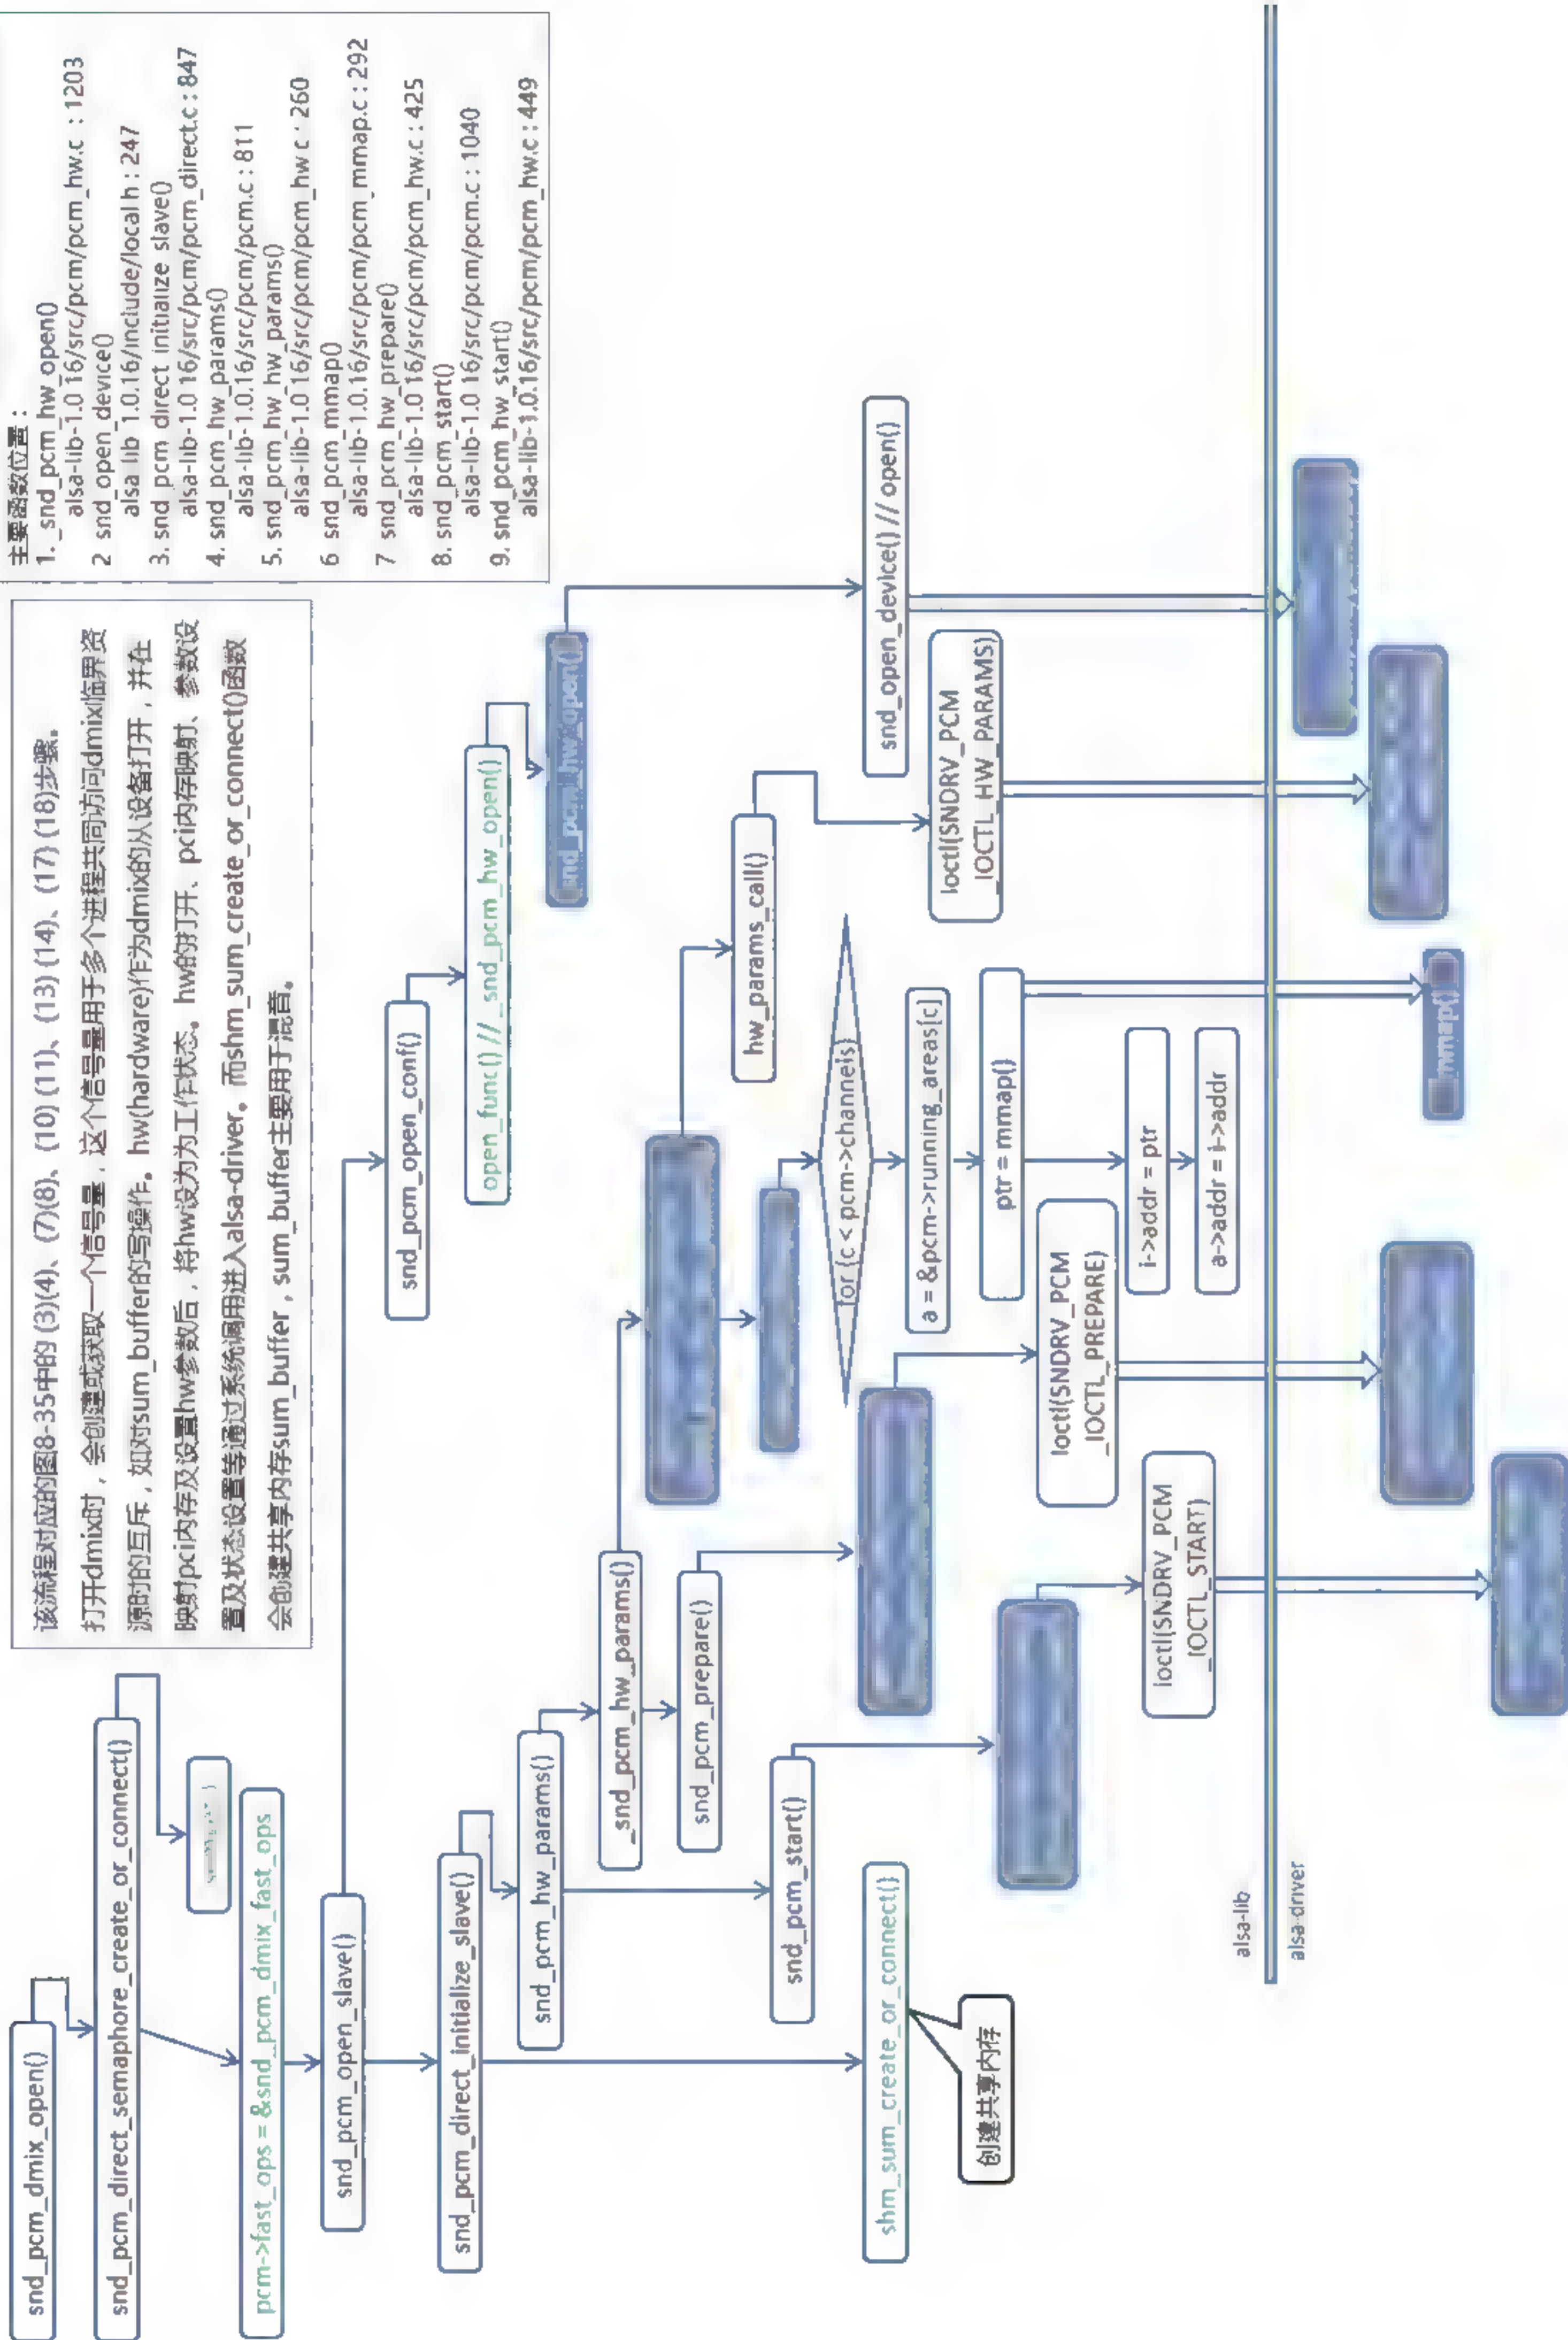 snd_pcm_dmix_open()
snd_pcm_direct_semaphore_create_or_connect()
pcm->fast_ops = &snd_pcm_dmix_fast_ops
snd_pcm_open_slave()
snd_pcm_direct_initialize_slave()
snd_pcm_hw_params()
_snd_pcm_hw_params()
snd_pcm_prepare()
snd_pcm_start()
shm_sum_create_or_connect()
创建共享内存
该流程对应的图8-35中的 (3)(4)、(7)(8)、(10) (11)、(13) (14)、(17) (18)步骤。
打开dmix时，会创建或获取一个信号量，这个信号量用于多个进程共同访问dmix临界资
源时的互斥，如对sum_buffer的写操作。hw(hardware)作为dmix的从设备打开，并在
映射pci内存及设置hw参数后，将hw设为为工作状态。hw的打开、pci内存映射、参数设
置及状态设置等通过系统调用进入alsa-driver。而shm_sum_create_or_connect()函数
会创建共享内存sum_buffer，sum_buffer主要用于混音。
主要函数位置：
1. _snd_pcm_hw_open()
alsa-lib-1.0 16/src/pcm/pcm_hw.c : 1203
2 snd_open_device()
alsa lib 1.0.16/include/local h : 247
3. snd_pcm direct initialize slave()
alsa-lib-1.0 16/src/pcm/pcm_direct.c : 847
4. snd_pcm_hw_params()
alsa-lib-1.0.16/src/pcm/pcm.c : 811
5. snd_pcm_hw_hw_params()
alsa-lib-1.0 16/src/pcm/pcm_hw c : 260
6 snd_pcm mmap()
alsa-lib-1.0.16/src/pcm/pcm_mmap.c : 292
7 snd_pcm_hw_prepare()
alsa-lib-1.0 16/src/pcm/pcm_hw.c : 425
8. snd_pcm_start()
alsa-lib-1.0 16/src/pcm/pcm.c : 1040
9. snd_pcm_hw_start()
alsa-lib-1.0.16/src/pcm/pcm_hw.c : 449
snd_pcm_open_conf()
open_func() // _snd_pcm_hw_open()
_snd_pcm_hw_open()
snd_open_device() // open()
hw_params_call()
ioctl(SNDRV_PCM
_IOCTL_HW_PARAMS)
for (c < pcm->channels)
a = &pcm->running_areas[c]
ptr = mmap()
i->addr = ptr
a->addr = i->addr
ioctl(SNDRV_PCM
_IOCTL_PREPARE)
ioctl(SNDRV_PCM
_IOCTL_START)
mmap()
alsa-lib
alsa-driver